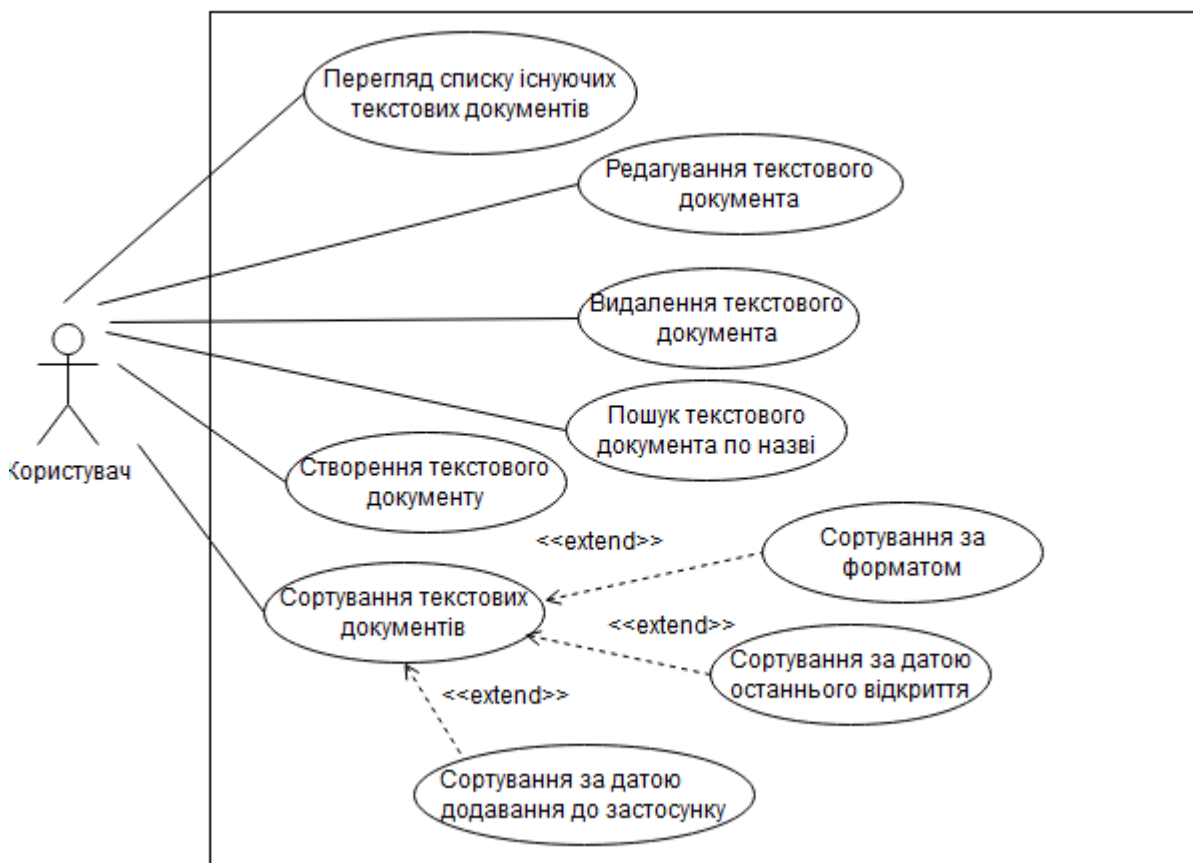 Перегляд списку існуючих
текстових документів
Редагування текстового
документа
Видалення текстового
документа
Пошук текстового
документа по назві
Користувач
Створення текстового
документу
<<extend>>
Сортування за
форматом
Сортування текстових
документів
<<extend>>
Сортування за датою
останнього відкриття
<<extend>>
Сортування за датою
додавання до застосунку